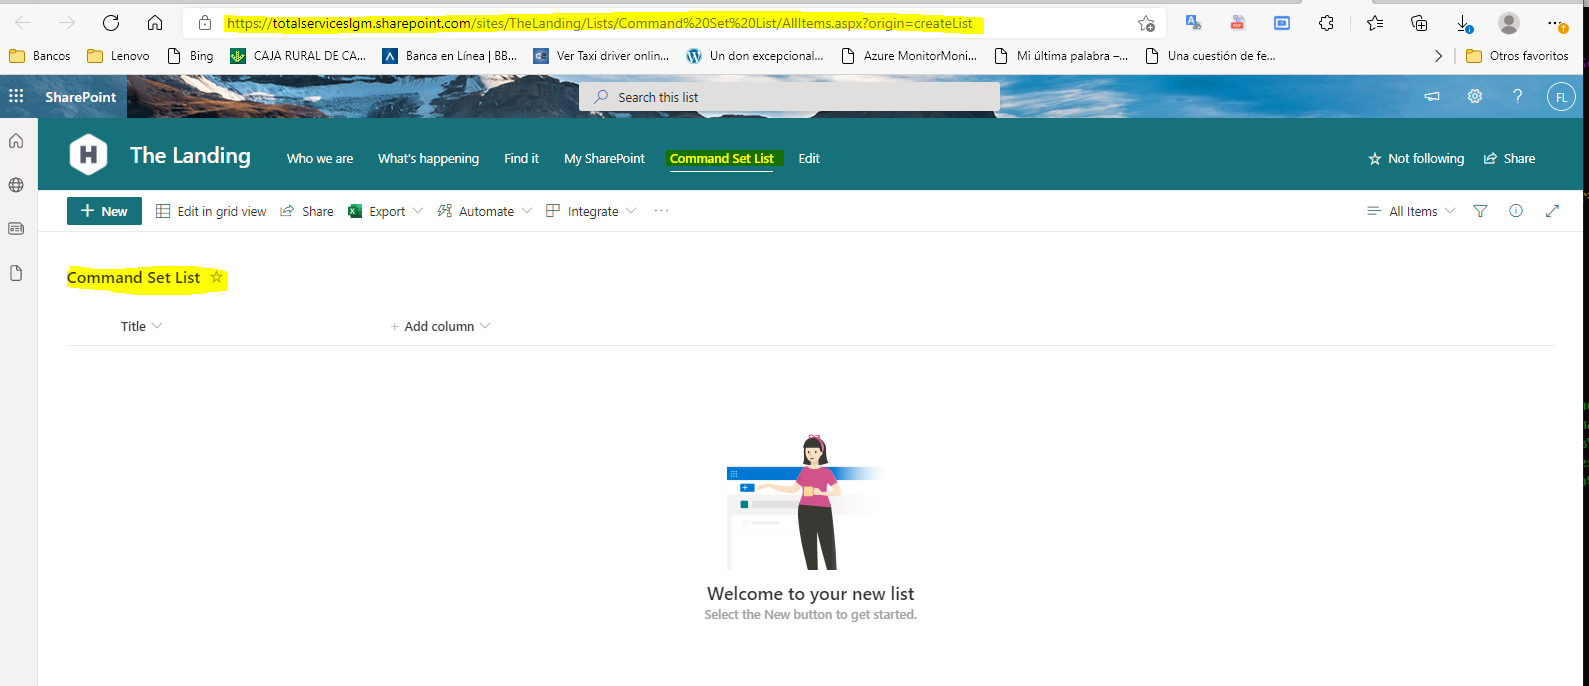 https://totalserviceslgm.sharepoint.com/sites/TheLanding/Lists/Command%20Set%20List/AllItems.aspx?origin=createList
Bancos Lenovo Bing CAJA RURAL DE CA... Banca en Línea | BB... Ver Taxi driver onlin... Un don excepcional... Azure MonitorMoni... Mi última palabra –... Una cuestión de fe... Otros favoritos
SharePoint Search this list ? FL
H The Landing Who we are What's happening Find it My SharePoint Command Set List Edit Not following Share
New Edit in grid view Share Export Automate Integrate ... All Items
Command Set List
Title + Add column
Welcome to your new list
Select the New button to get started.